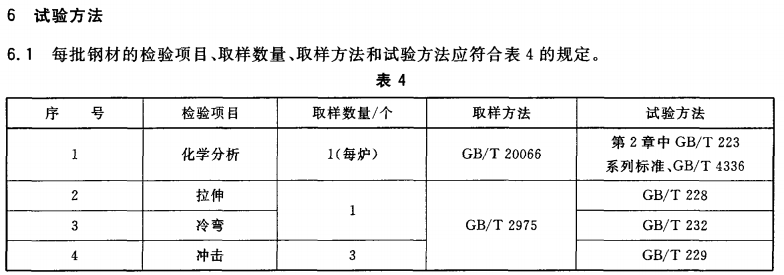 6 试验方法
6.1 每批钢材的检验项目、取样数量、取样方法和试验方法应符合表 4 的规定。
表 4
序 号 检验项目 取样数量/个 取样方法 试验方法
1 化学分析 1(每炉) GB/T 20066 第 2 章中 GB/T 223
系列标准、GB/T 4336
2 拉伸 1 GB/T 2975 GB/T 228
3 冷弯 GB/T 232
4 冲击 3 GB/T 229